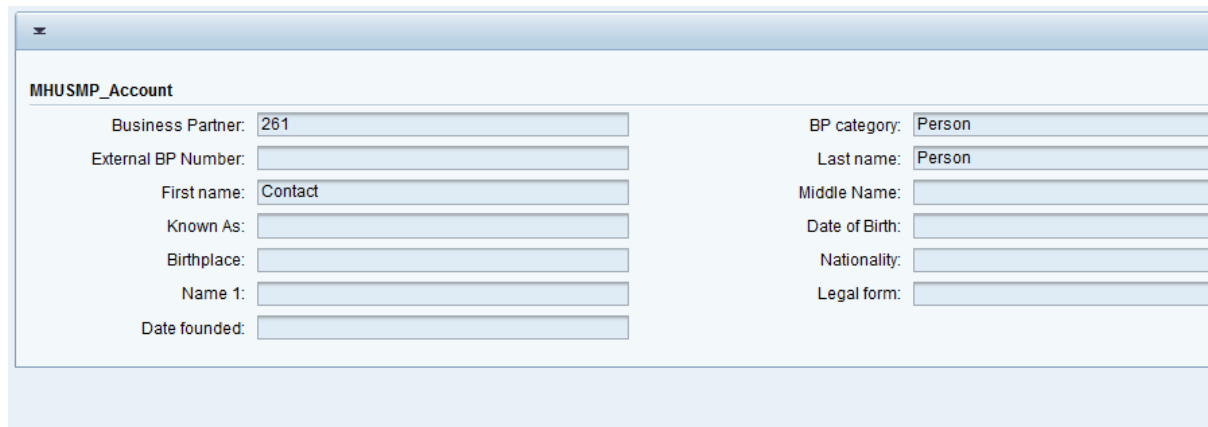 MHUSMP_Account
Business Partner: 261 BP category: Person
External BP Number: Last name: Person
First name: Contact Middle Name:
Known As: Date of Birth:
Birthplace: Nationality:
Name 1: Legal form:
Date founded: